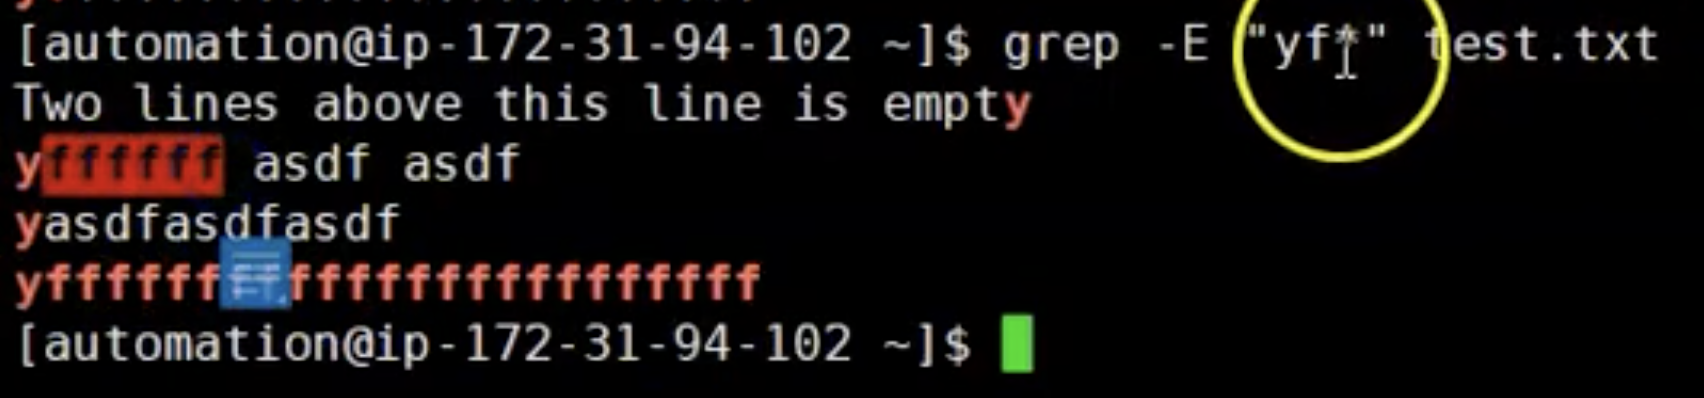 [automation@ip-172-31-94-102 ~]$ grep -E "yf*" test.txt
Two lines above this line is empty
yffffff asdf asdf
yasdfasdfasdf
[automation@ip-172-31-94-102 ~]$